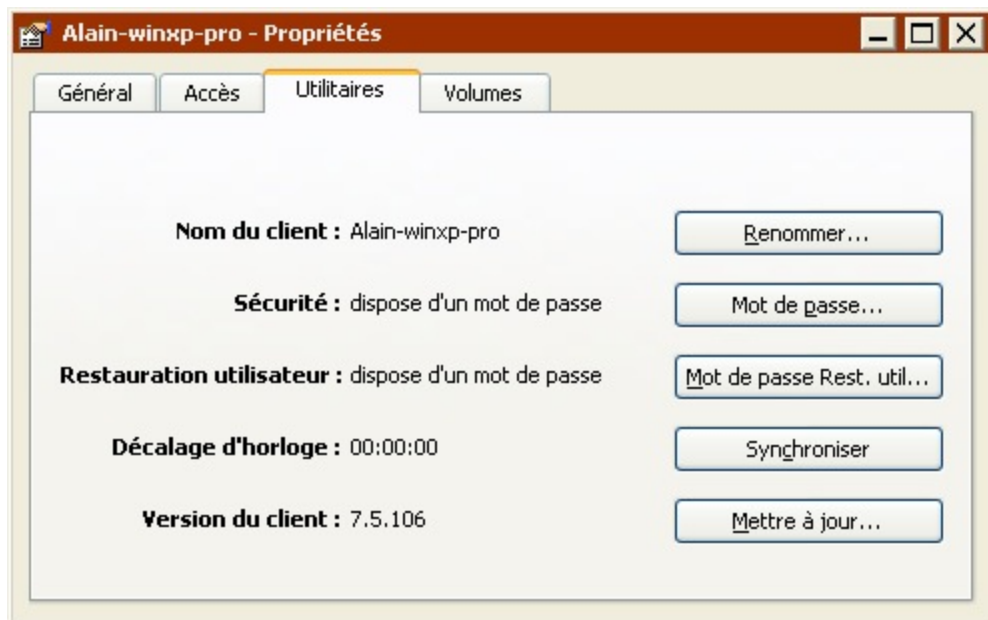 Alain-winxp-pro - Propriétés
Général Accès Utilitaires Volumes
Nom du client : Alain-winxp-pro Renommer...
Sécurité : dispose d'un mot de passe Mot de passe...
Restauration utilisateur : dispose d'un mot de passe Mot de passe Rest. util...
Décalage d'horloge : 00:00:00 Synchroniser
Version du client : 7.5.106 Mettre à jour...